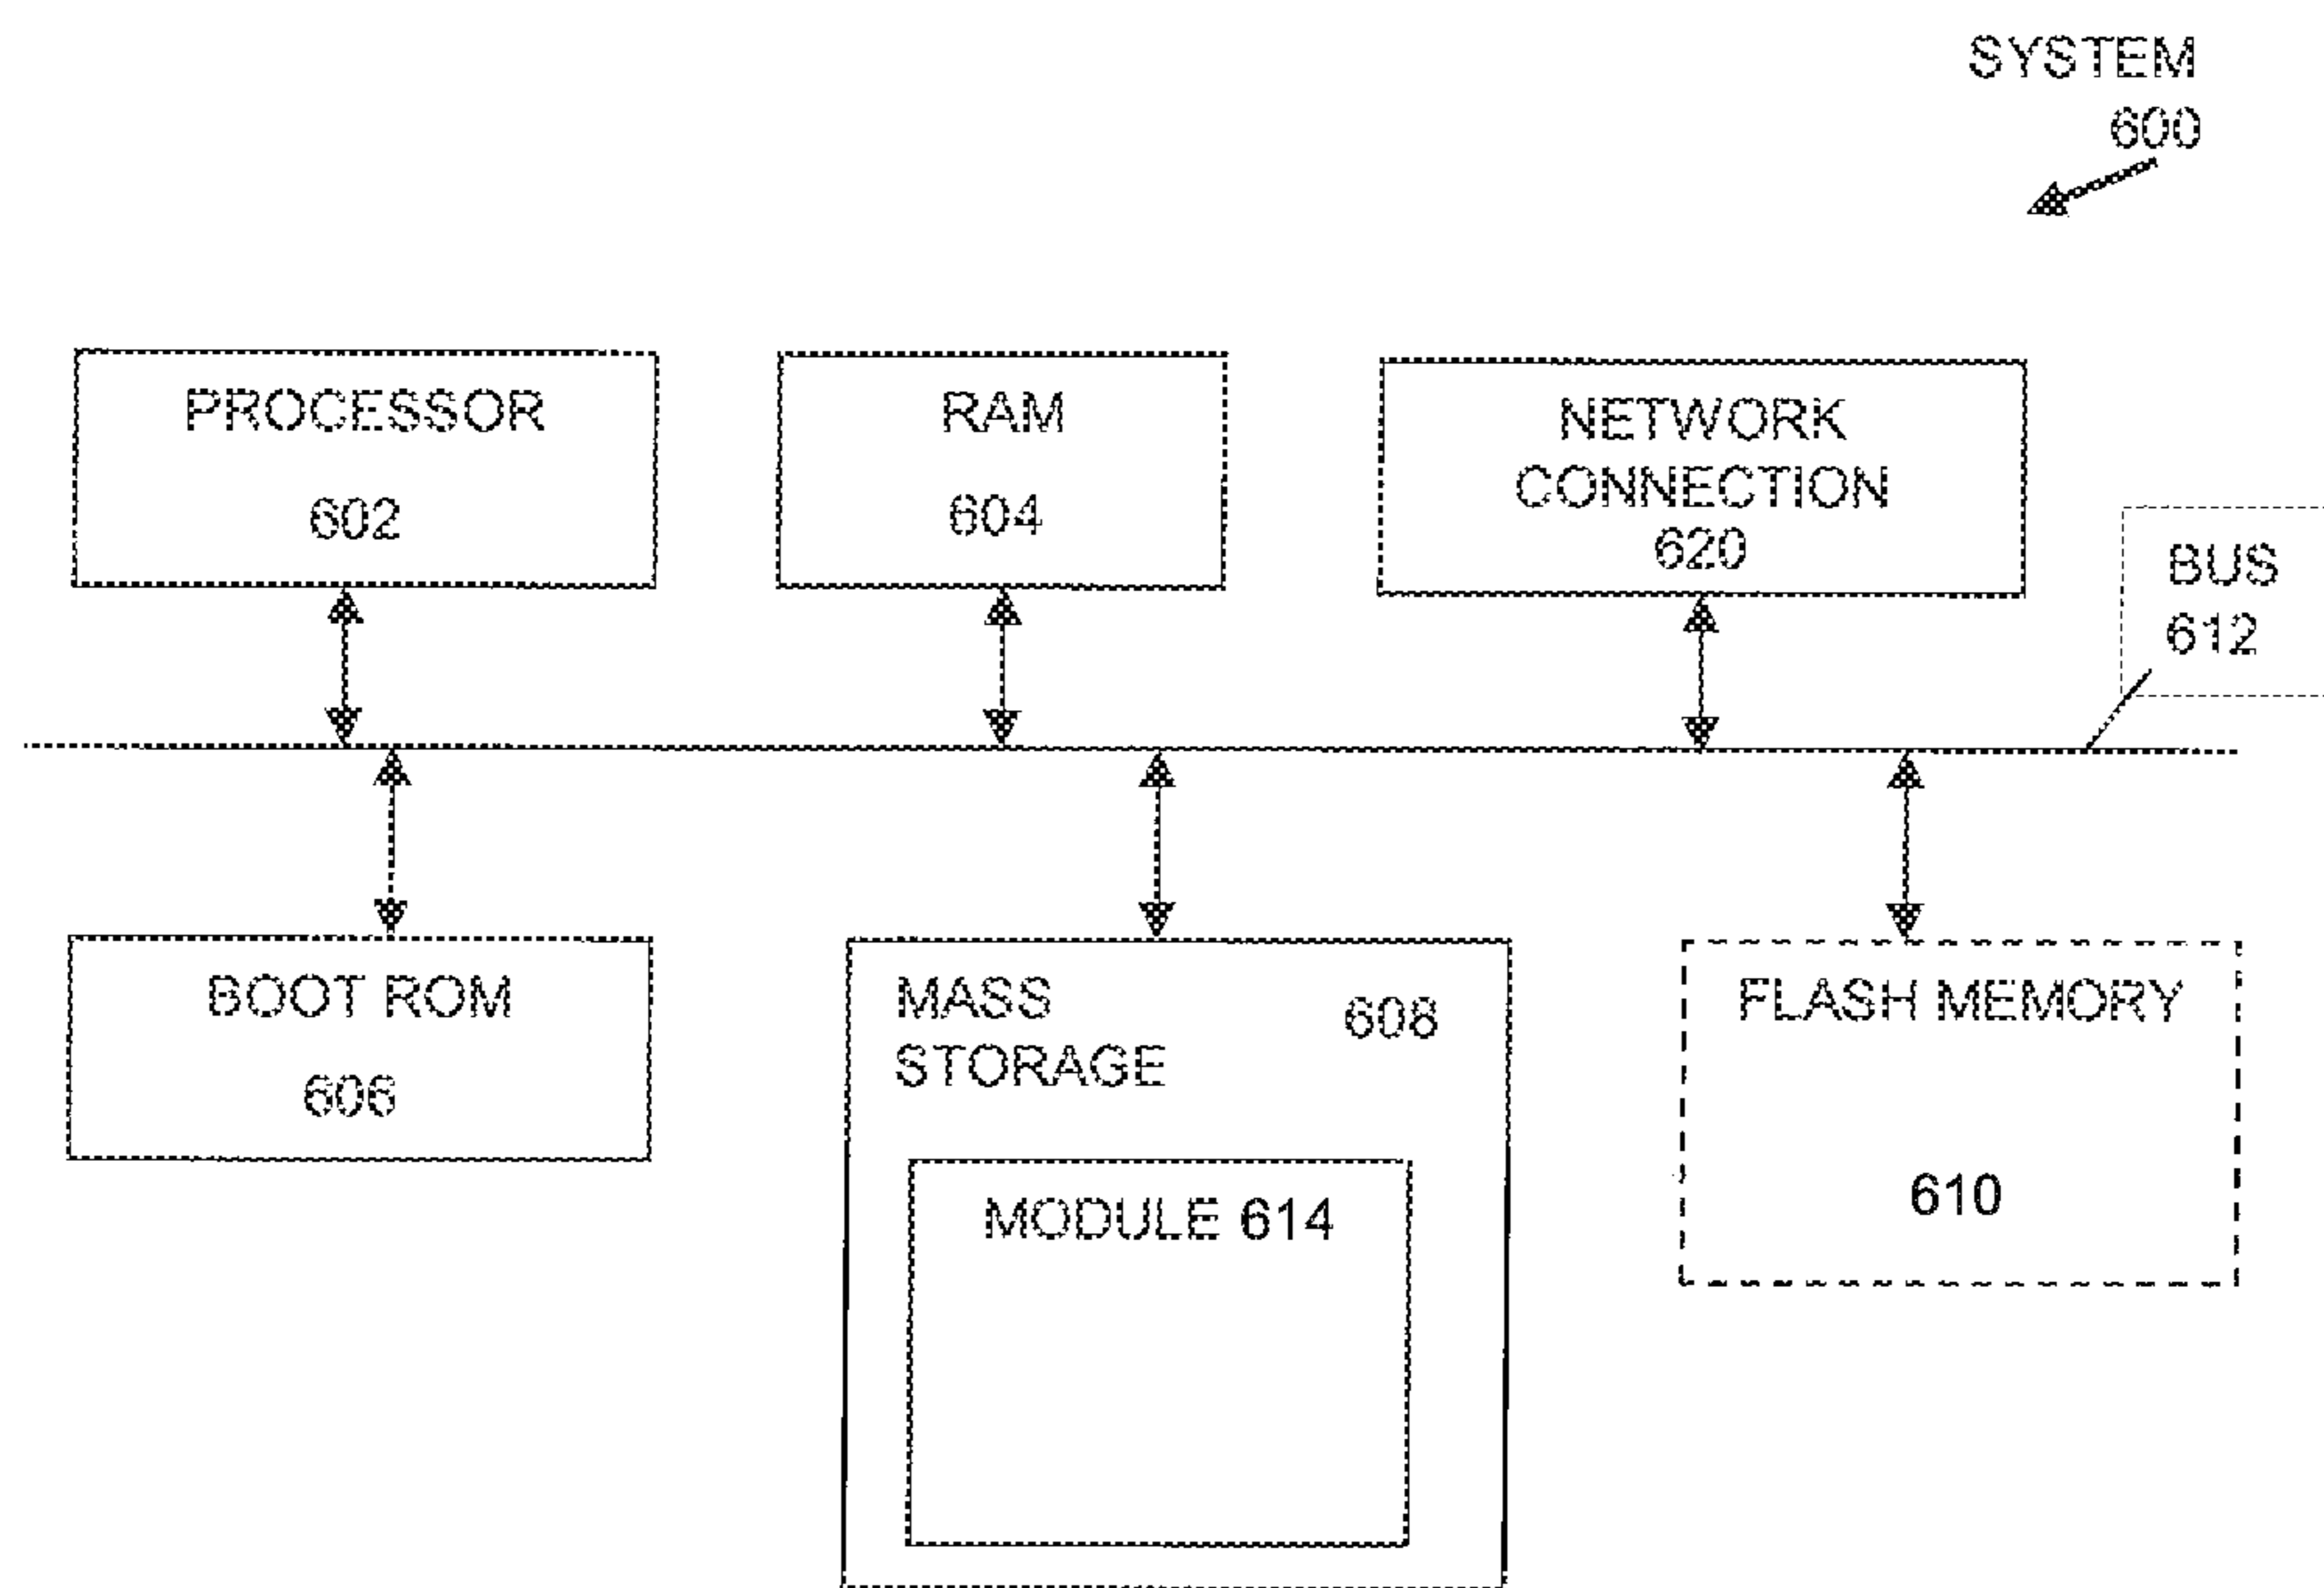 SYSTEM
600
PROCESSOR
602
RAM
604
NETWORK
CONNECTION
620
BUS
612
BOOT ROM
606
MASS
STORAGE
608
MODULE 614
FLASH MEMORY
610